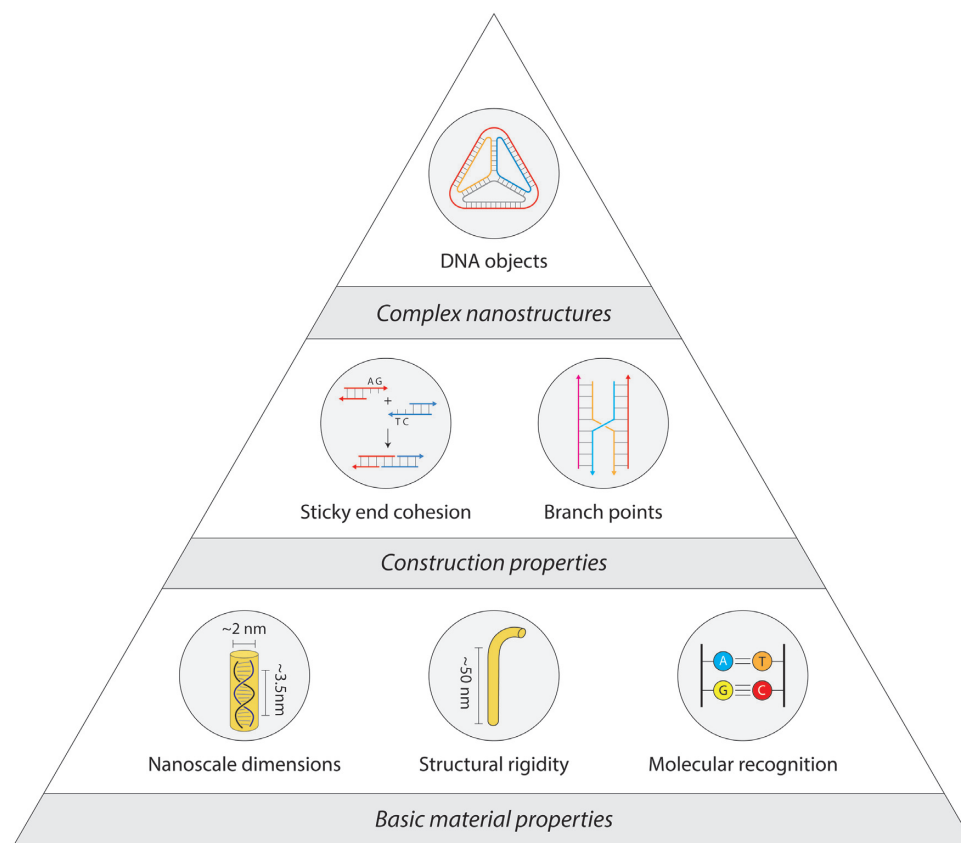 DNA objects
Complex nanostructures
A G
+
T C
Sticky end cohesion
Branch points
Construction properties
~2 nm
~3.5nm
~50 nm
A
T
G
C
Nanoscale dimensions
Structural rigidity
Molecular recognition
Basic material properties